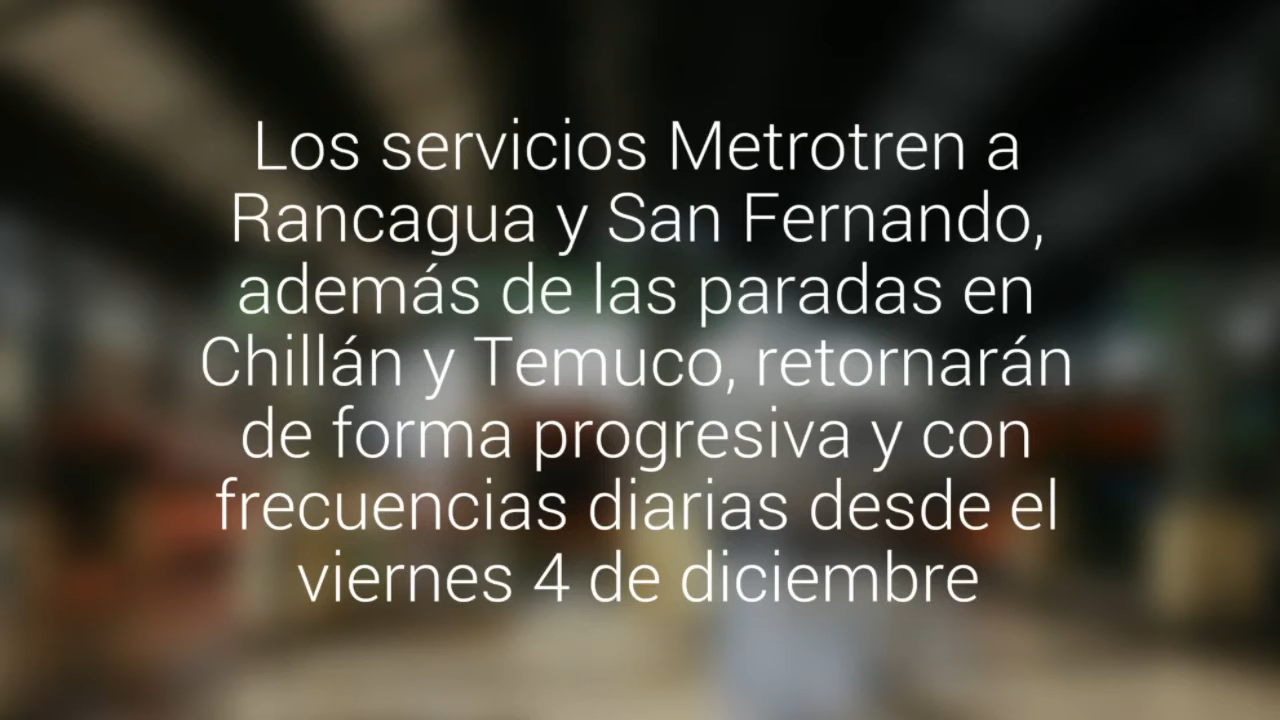 Los servicios Metrotren a
Rancagua y San Fernando,
además de las paradas en
Chillán y Temuco, retornarán
de forma progresiva y con
frecuencias diarias desde el
viernes 4 de diciembre